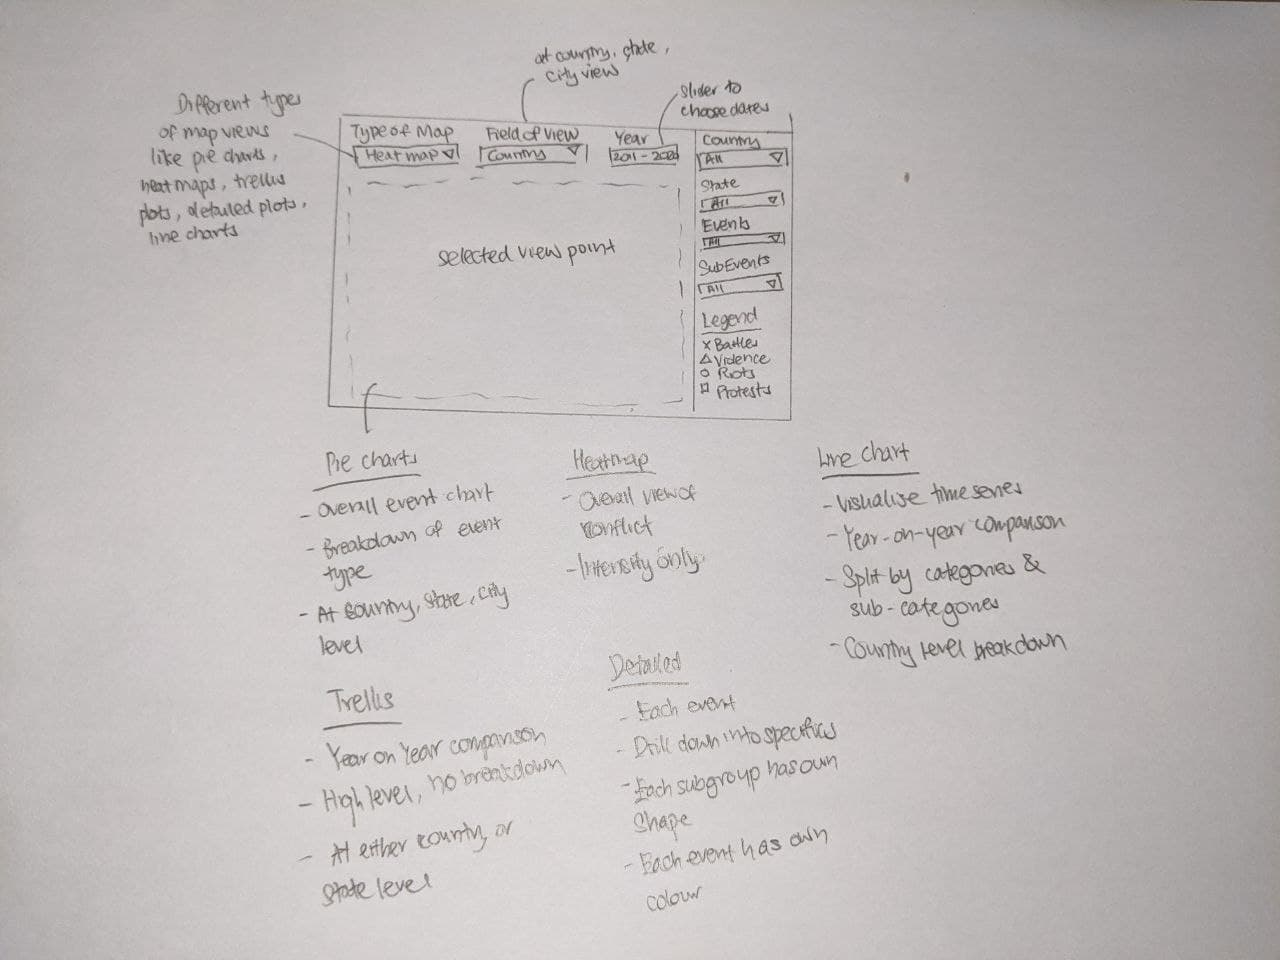 at country, state,
city view
Slider to
choose dates
Different types
of map views
like pie charts,
heatmaps, trellis
plots, detailed plots,
line charts
Type of Map
Heat map
Field of View
Country
Year
2011 - 2020
Country
All
State
All
Events
All
SubEvents
All
selected view point
Legend
x Battles
△ Violence
○ Riots
□ Protests
Pie charts
- Overall event chart
- Breakdown of event
type
- At Country, State, City
level
Heatmap
- Overall view of
conflict
- Intensity only
Line chart
- Visualise time series
- Year-on-year comparison
- Split by categories &
sub-categories
- Country level breakdown
Trellis
- Year on Year comparison
- High level, no breakdown
- At either country, or
state level
Detailed
- Each event
- Drill down into specifics
- Each subgroup has own
shape
- Each event has own
colour